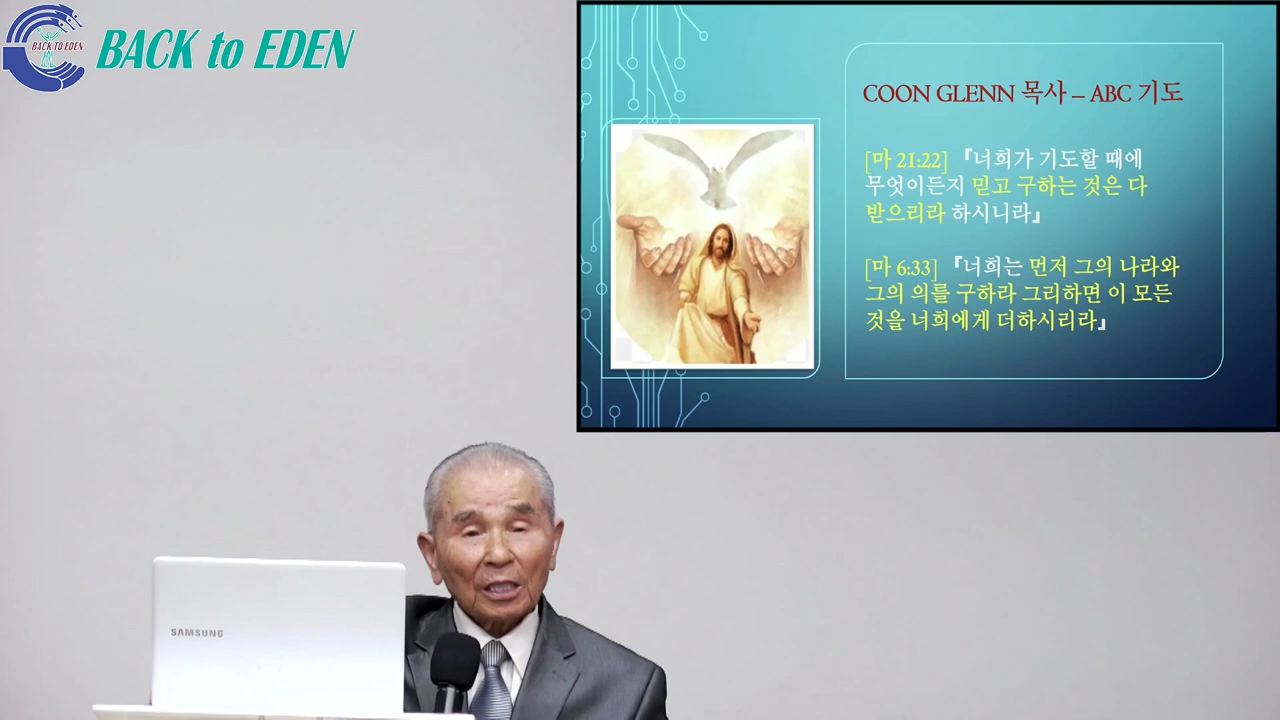 BACK TO EDEN
BACK to EDEN
COON GLENN 목사 – ABC 기도
[마 21:22] 『너희가 기도할 때에
무엇이든지 믿고 구하는 것은 다
받으리라 하시니라』
[마 6:33] 『너희는 먼저 그의 나라와
그의 의를 구하라 그리하면 이 모든
것을 너희에게 더하시리라』
SAMSUNG